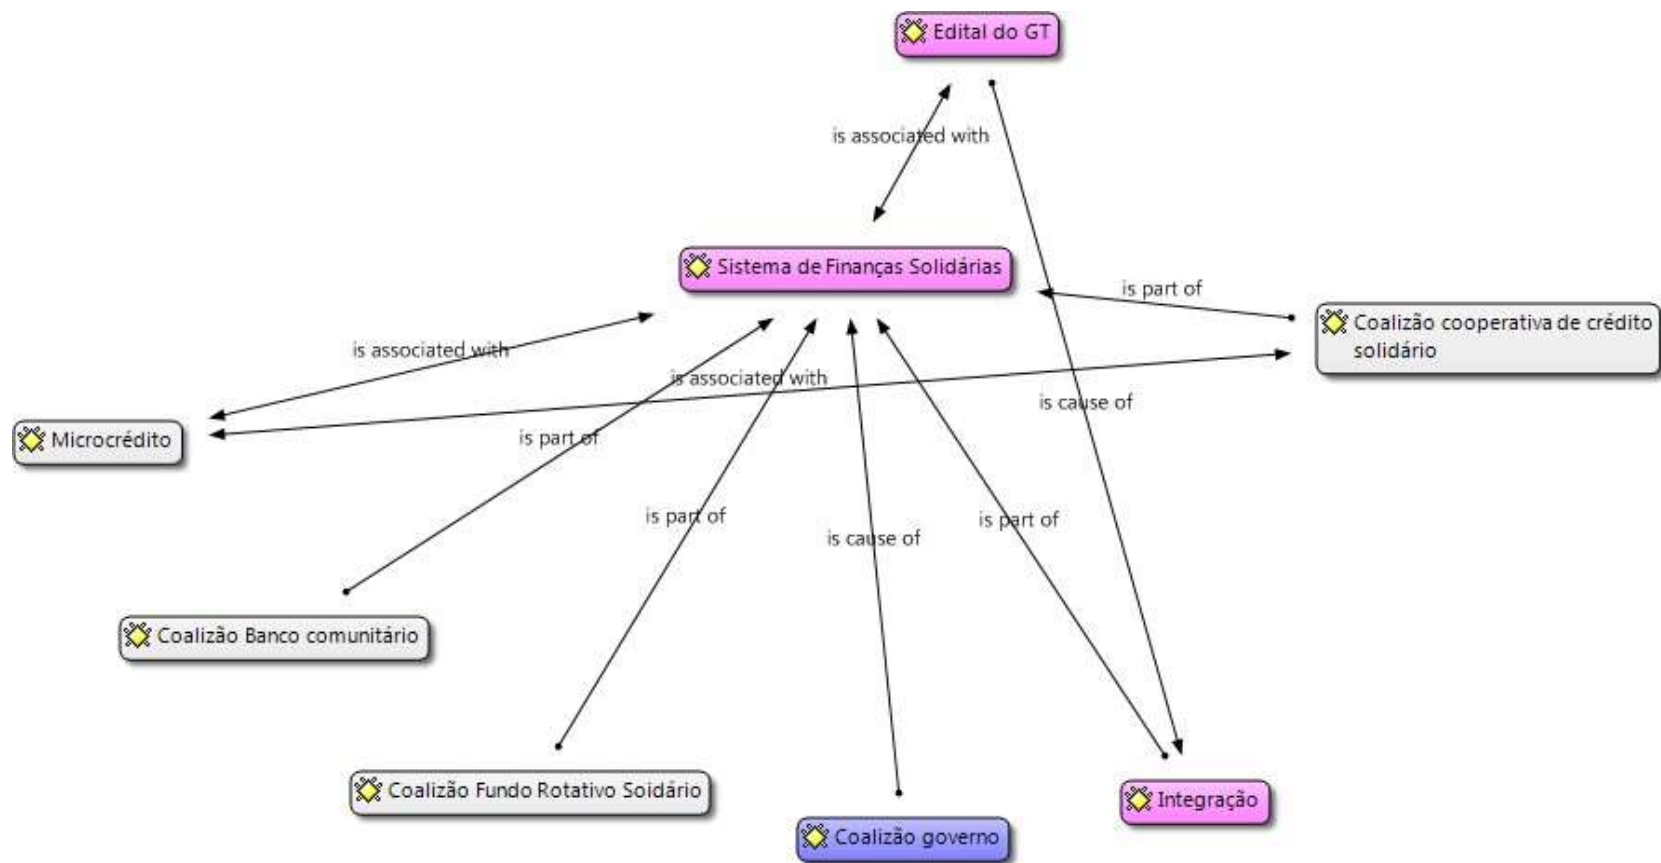 Edital do GT
is associated with
Sistema de Finanças Solidárias
is part of
Coalizão cooperativa de crédito
solidário
is associated with
is associated with
is cause of
Microcrédito
is part of
is part of
is cause of
is part of
Coalizão Banco comunitário
Coalizão Fundo Rotativo Soidário
Integração
Coalizão governo